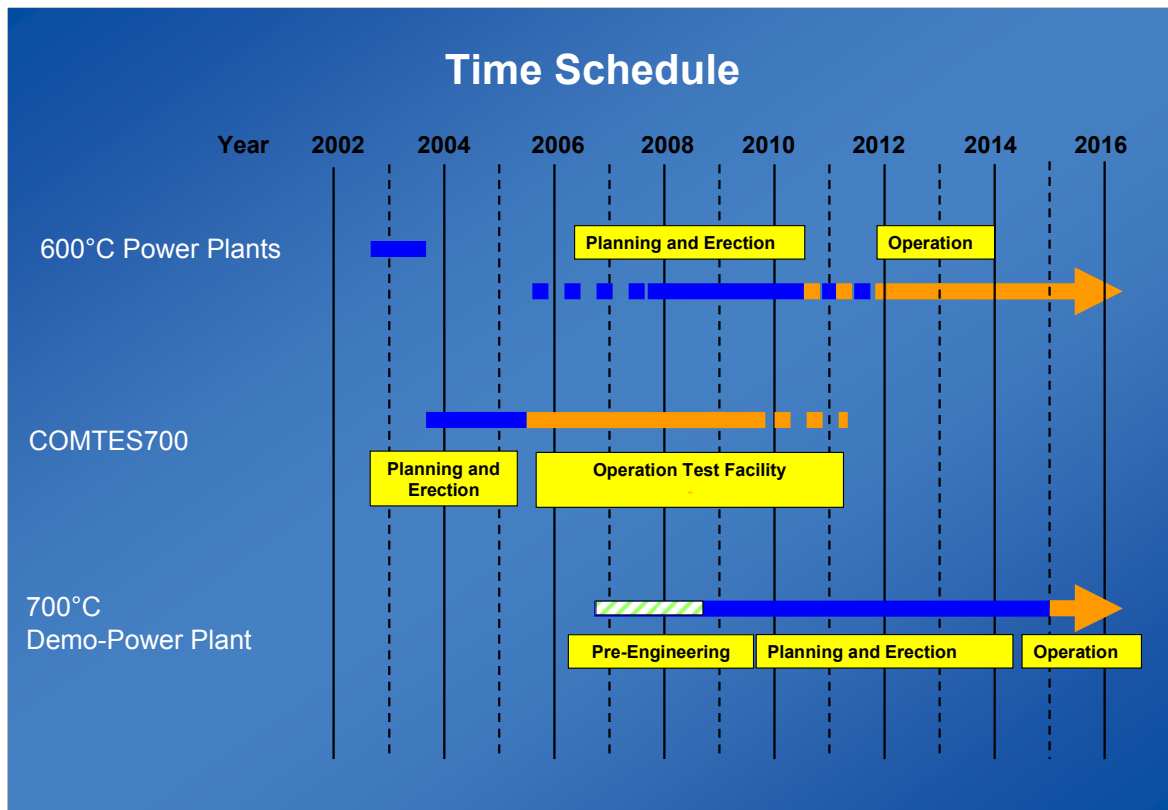 Time Schedule
Year 2002 2004 2006 2008 2010 2012 2014 2016
600°C Power Plants
Planning and Erection
Operation
COMTES700
Planning and
Erection
Operation Test Facility
-
700°C
Demo-Power Plant
Pre-Engineering
Planning and Erection
Operation